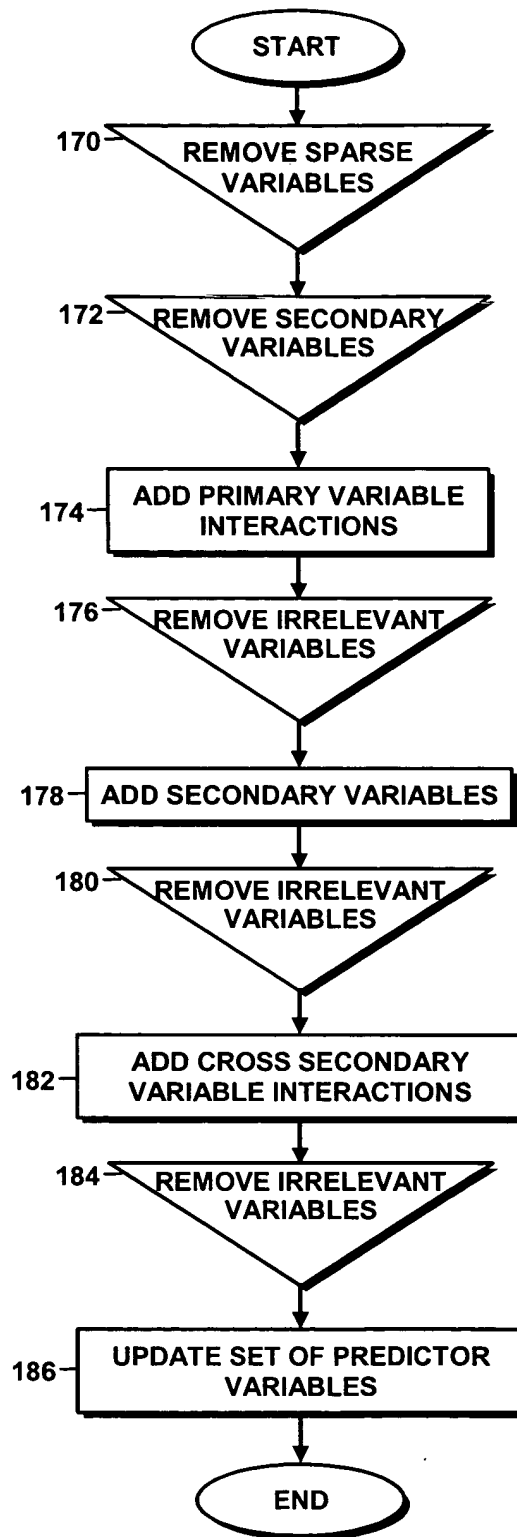 START
170
REMOVE SPARSE
VARIABLES
172
REMOVE SECONDARY
VARIABLES
174
ADD PRIMARY VARIABLE
INTERACTIONS
176
REMOVE IRRELEVANT
VARIABLES
178
ADD SECONDARY VARIABLES
180
REMOVE IRRELEVANT
VARIABLES
182
ADD CROSS SECONDARY
VARIABLE INTERACTIONS
184
REMOVE IRRELEVANT
VARIABLES
186
UPDATE SET OF PREDICTOR
VARIABLES
END